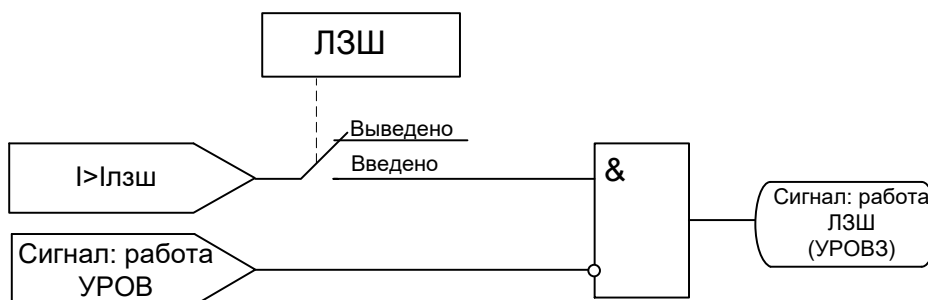 ЛЗШ
Выведено
Введено
I>Iлзш
&
Сигнал: работа
ЛЗШ
(УРОВЗ)
Сигнал: работа
УРОВ